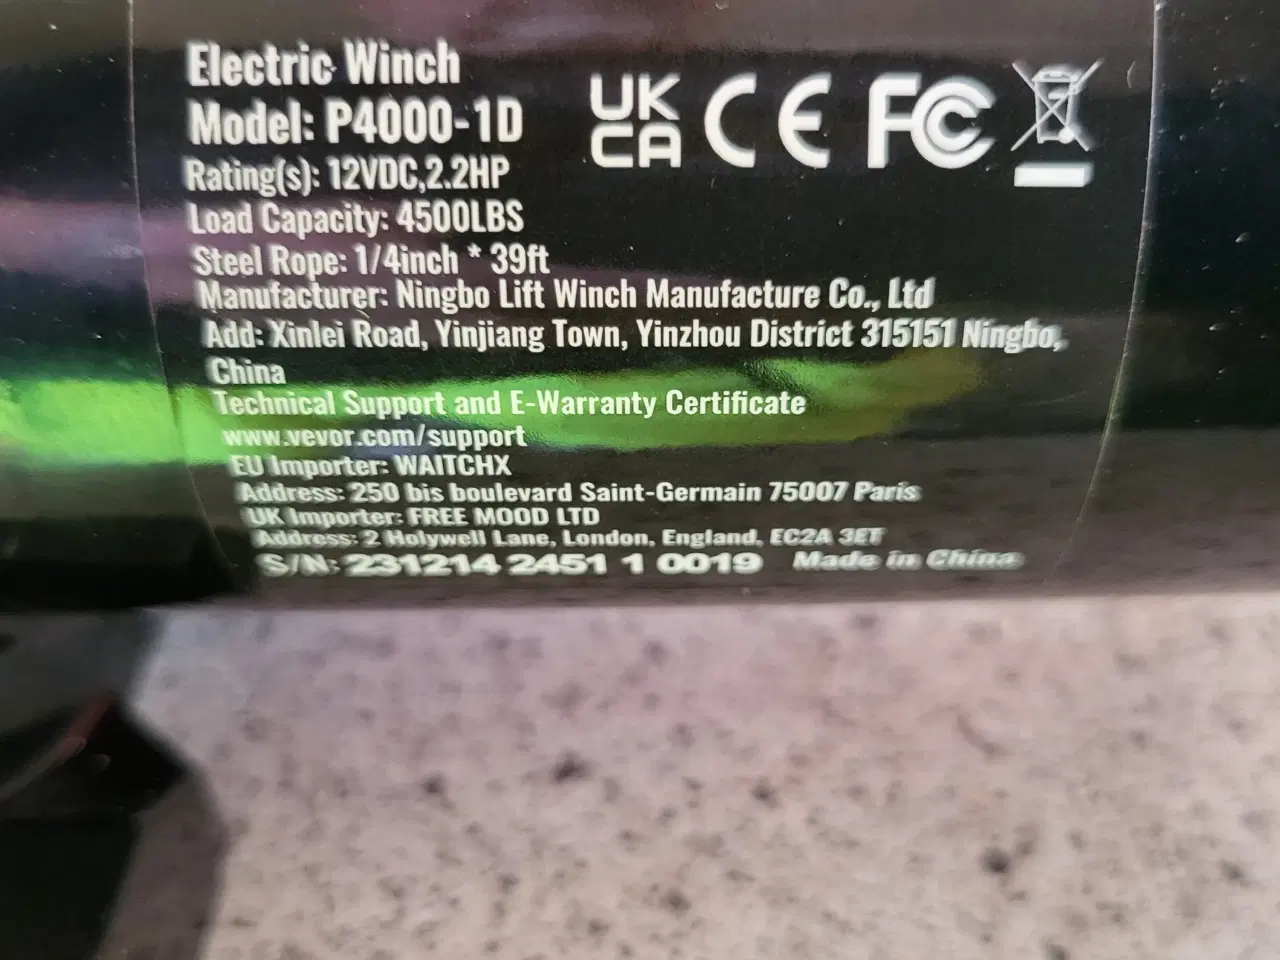 Electric Winch
Model: P4000-1D
Rating(s): 12VDC,2.2HP
Load Capacity: 4500LBS
Steel Rope: 1/4inch * 39ft
Manufacturer: Ningbo Lift Winch Manufacture Co., Ltd
Add: Xinlei Road, Yinjiang Town, Yinzhou District 315151 Ningbo,
China
Technical Support and E-Warranty Certificate
www.vevor.com/support
EU Importer: WAITCHX
Address: 250 bis boulevard Saint-Germain 75007 Paris
UK Importer: FREE MOOD LTD
Address: 2 Holywell Lane, London, England, EC2A 3ET
S/N: 231214 2451 1 0019 Made in China
UK
CA
CE
FC